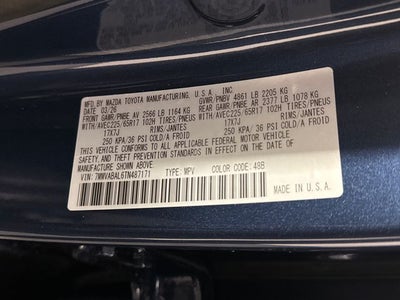 MFD. BY MAZDA TOYOTA MANUFACTURING, U.S.A., INC.
DATE: 03/26 GVWR/PNBV 4861 LB 2205 KG
FRONT GAWR/PNBE AV 2566 LB 1164 KG REAR GAWR/PNBE AR 2377 LB 1078 KG
WITH/AVEC225/65R17 102H TIRES/PNEUS WITH/AVEC225/65R17 102H TIRES/PNEUS
17X7J RIMS/JANTES 17X7J RIMS/JANTES
250 KPA/36 PSI COLD/A FROID 250 KPA/36 PSI COLD/A FROID
THIS VEHICLE CONFORMS TO ALL APPLICABLE FEDERAL MOTOR VEHICLE
SAFETY AND THEFT PREVENTION STANDARDS IN EFFECT ON THE DATE OF
MANUFACTURE SHOWN ABOVE.
VIN: 7MMVABAL6TN487171 TYPE: MPV COLOR CODE: 48B
MADE IN U.S.A.